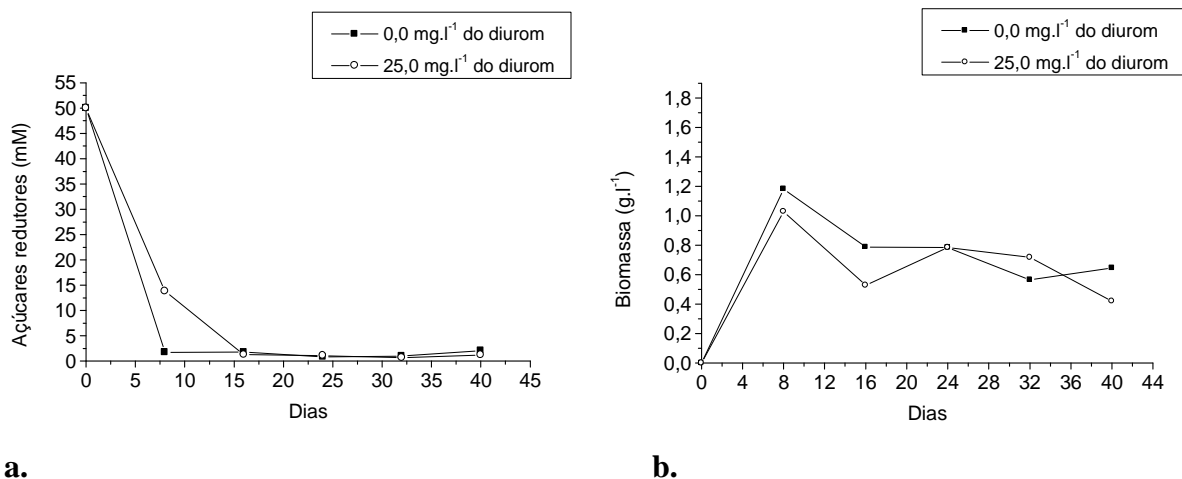 0,0 mg.l⁻¹ do diurom
25,0 mg.l⁻¹ do diurom
55
50
45
40
35
30
25
20
15
10
5
0
Açúcares redutores (mM)
0 5 10 15 20 25 30 35 40 45
Dias
a.
0,0 mg.l⁻¹ do diurom
25,0 mg.l⁻¹ do diurom
1,8
1,6
1,4
1,2
1,0
0,8
0,6
0,4
0,2
0,0
Biomassa (g.l⁻¹)
0 4 8 12 16 20 24 28 32 36 40 44
Dias
b.